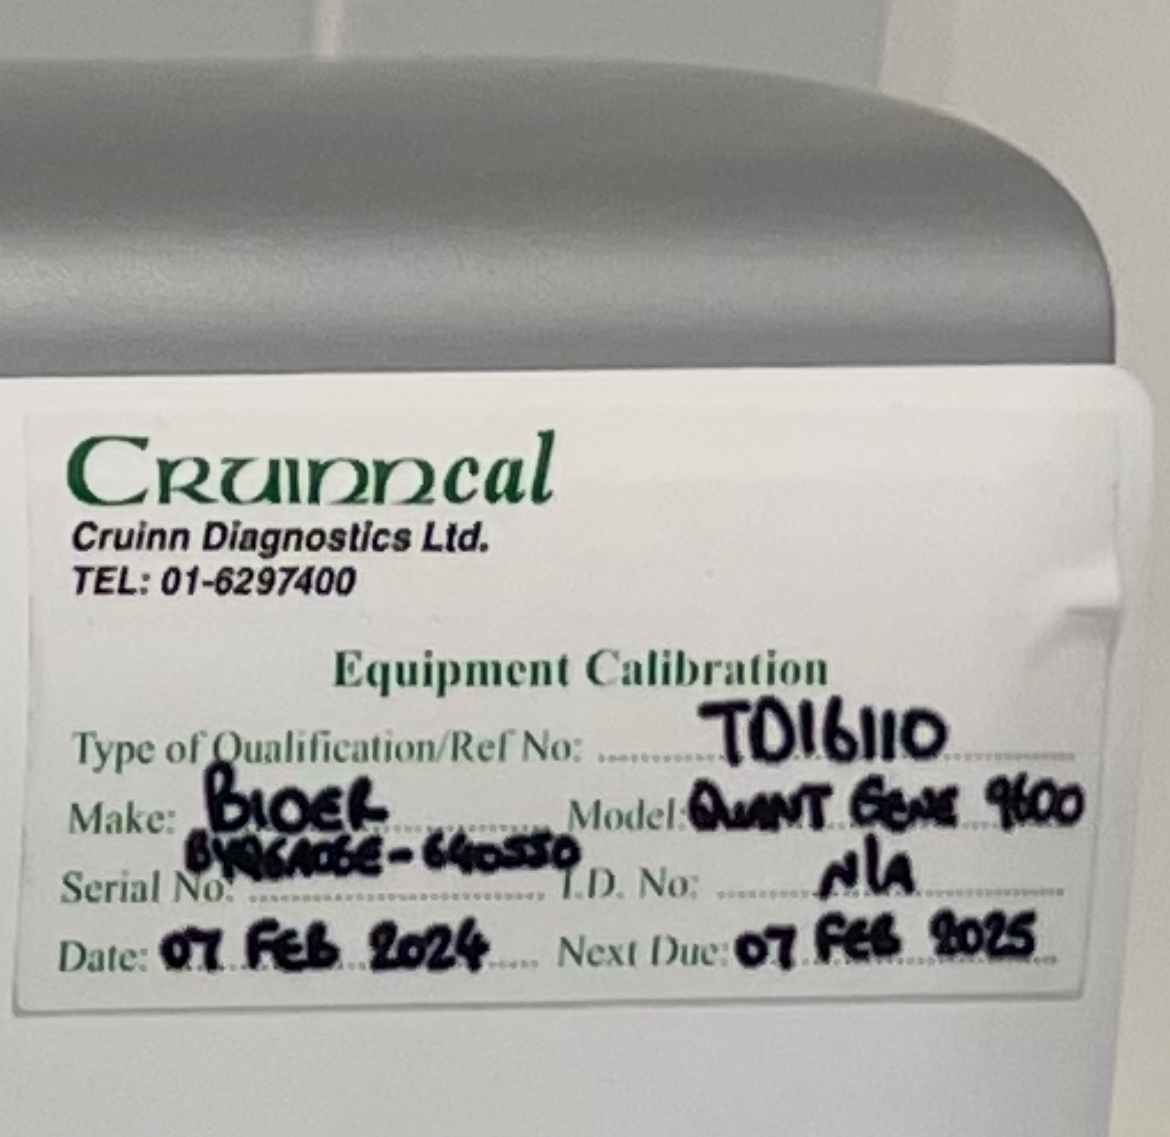 Cruinncal
Cruinn Diagnostics Ltd.
TEL: 01-6297400
Equipment Calibration
Type of Qualification/Ref No: TD16110
Make: BIOER Model: QUANT GENE 9600
Serial No: I.D. No: N/A
Date: 07 FEB 2024 Next Due: 07 FEB 2025